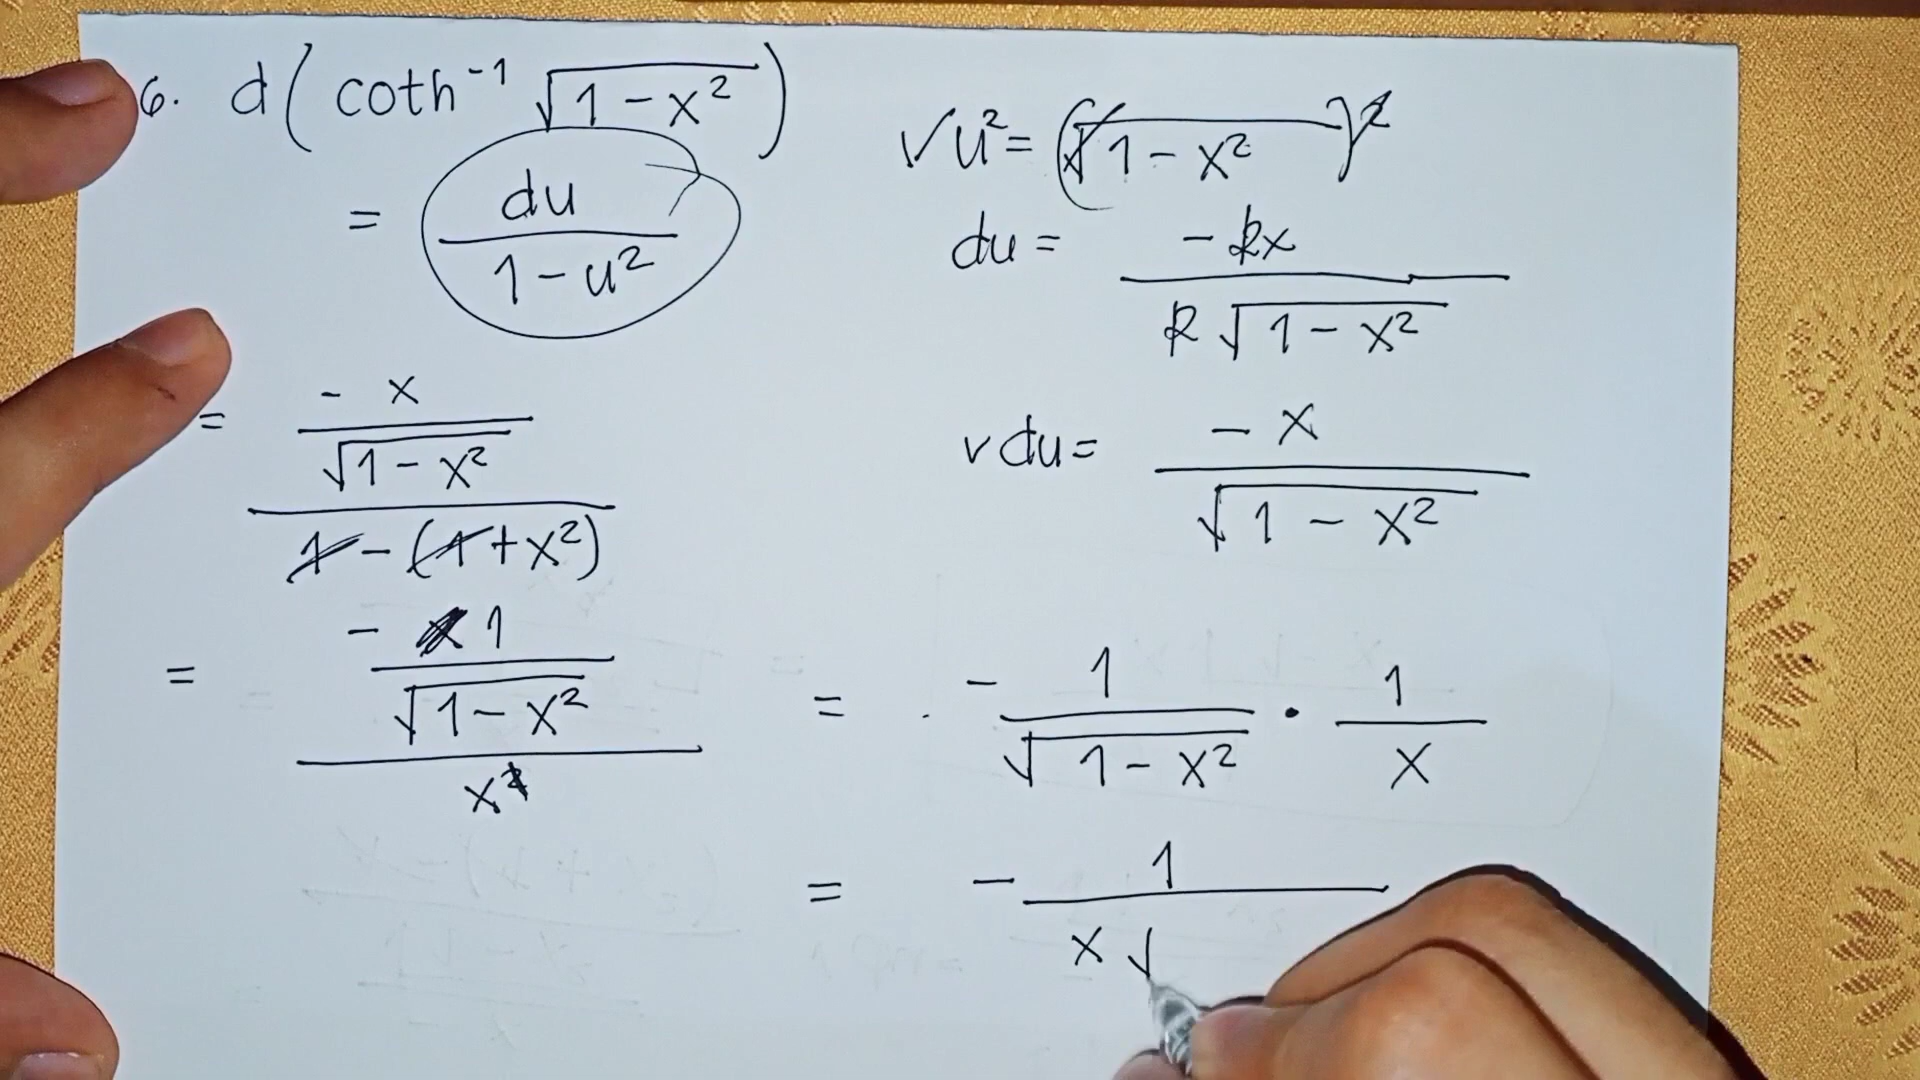 6. d(coth⁻¹ √(1 - x²))
= du / (1 - u²)
√ u² = (√(1 - x²))²
du = -2x / (2√(1 - x²))
= (-x / √(1 - x²)) / (1 - (1 + x²))
√ du = -x / √(1 - x²)
= (-1 / √(1 - x²)) / x
= - 1 / √(1 - x²) · 1 / x
= - 1 / (x√